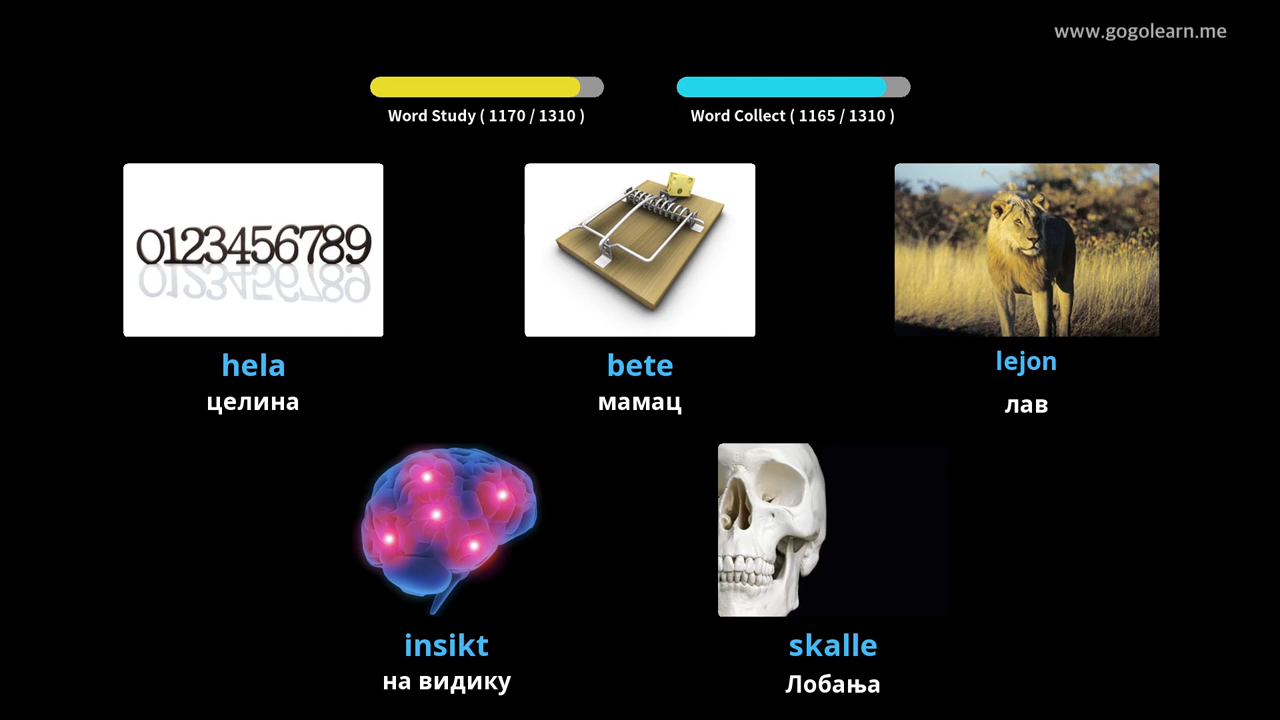 www.gogolearn.me
Word Study ( 1170 / 1310 )
Word Collect ( 1165 / 1310 )
0123456789
hela
целина
bete
мамац
lejon
лав
insikt
на видику
skalle
Лобања